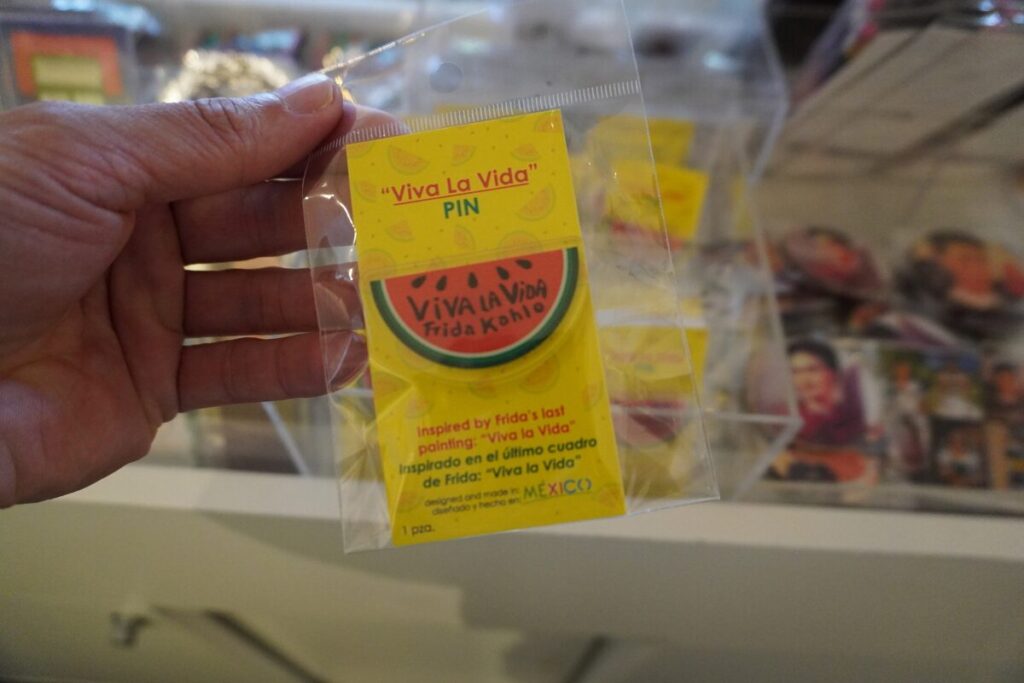 "Viva La Vida"
PIN
VIVA LA VIDA
Frida Kahlo
Inspired by Frida's last
painting: "Viva la Vida"
Inspirado en el último cuadro
de Frida: "Viva la Vida"
designed and made in:
diseñado y hecho en: MÉXICO
1 pza.